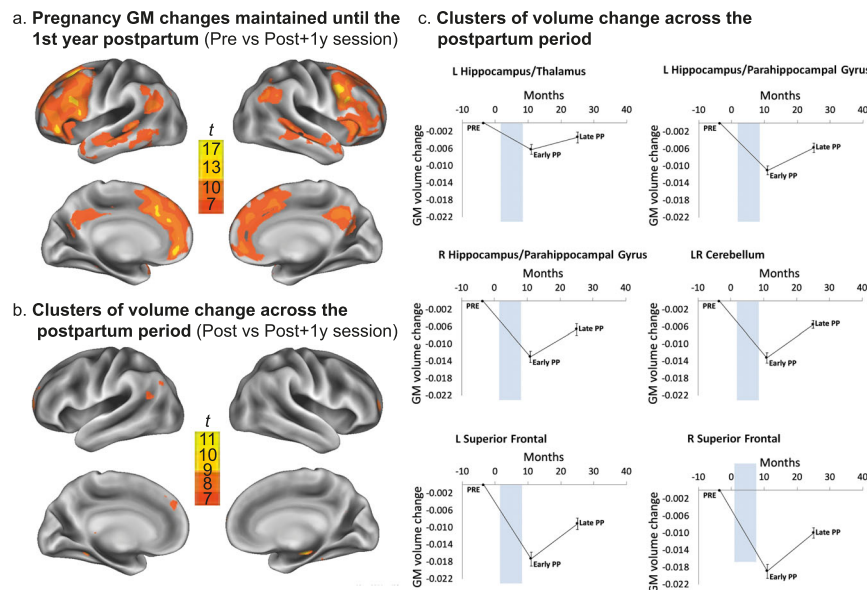 a. Pregnancy GM changes maintained until the
1st year postpartum (Pre vs Post+1y session)
t
17
13
10
7
b. Clusters of volume change across the
postpartum period (Post vs Post+1y session)
t
11
10
9
8
7
c. Clusters of volume change across the
postpartum period
L Hippocampus/Thalamus
Months
-10 0 10 20 30 40
-0.002
-0.006
-0.010
-0.014
-0.018
-0.022
GM volume change
PRE
Early PP
Late PP
L Hippocampus/Parahippocampal Gyrus
Months
-10 0 10 20 30 40
-0.002
-0.006
-0.010
-0.014
-0.018
-0.022
GM volume change
PRE
Early PP
Late PP
R Hippocampus/Parahippocampal Gyrus
Months
-10 0 10 20 30 40
-0.002
-0.006
-0.010
-0.014
-0.018
-0.022
GM volume change
PRE
Early PP
Late PP
LR Cerebellum
Months
-10 0 10 20 30 40
-0.002
-0.006
-0.010
-0.014
-0.018
-0.022
GM volume change
PRE
Early PP
Late PP
L Superior Frontal
Months
-10 0 10 20 30 40
-0.002
-0.006
-0.010
-0.014
-0.018
-0.022
GM volume change
PRE
Early PP
Late PP
R Superior Frontal
Months
-10 0 10 20 30 40
-0.002
-0.006
-0.010
-0.014
-0.018
-0.022
GM volume change
PRE
Early PP
Late PP